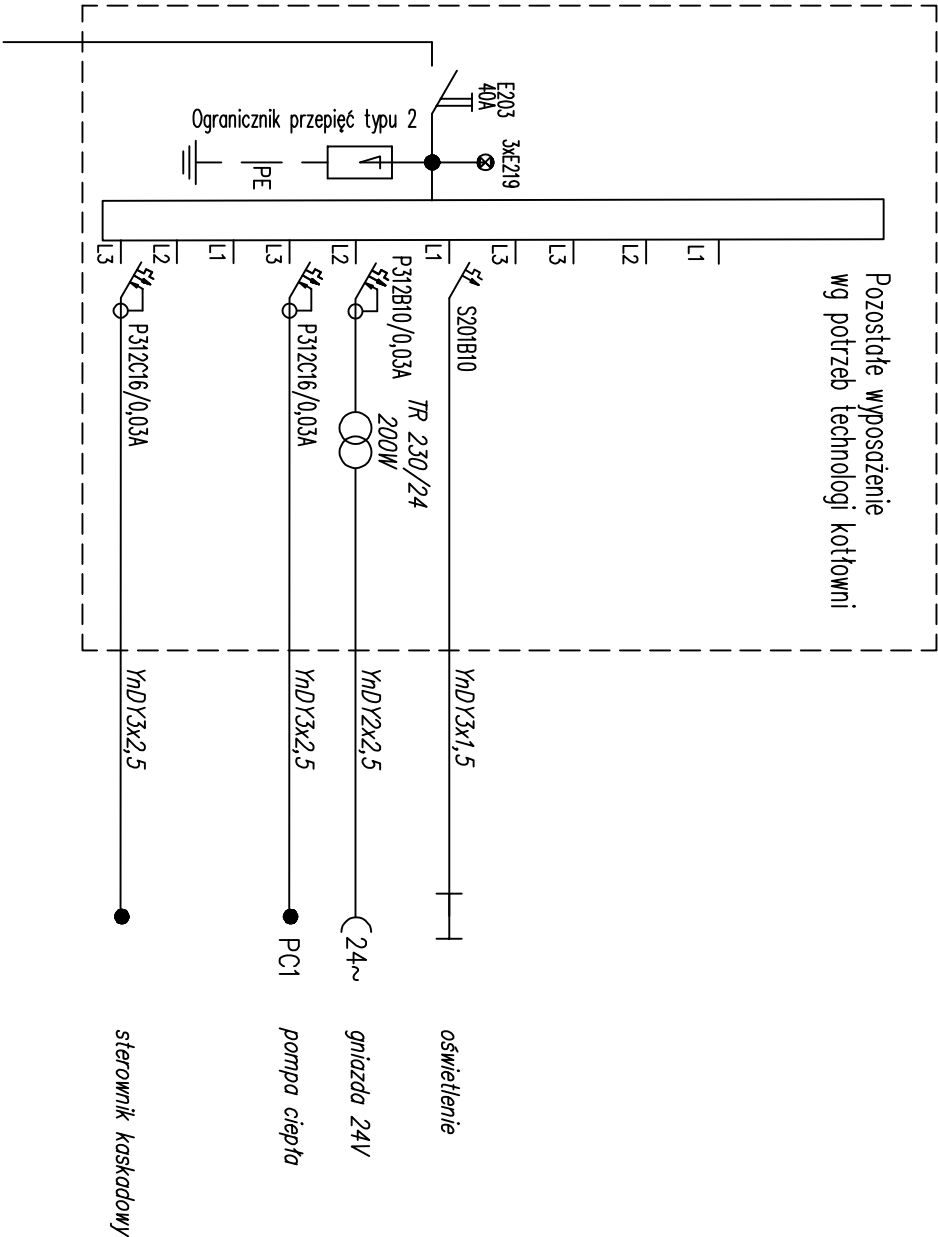 Ogranicznik przepięć typu 2
E203
40A
3xE219
PE
L3
L2
L1
L3
L2
L1
L3
L3
L2
L1
Pozostałe wyposażenie
wg potrzeb technologi kotłowni
P312C16/0,03A
P312C16/0,03A
P312B10/0,03A
S201B10
TR 230/24
200W
YnDY3x2,5
YnDY3x2,5
YnDY2x2,5
YnDY3x1,5
PC1
24~
sterownik kaskadowy
pompa ciepła
gniazda 24V
oświetlenie